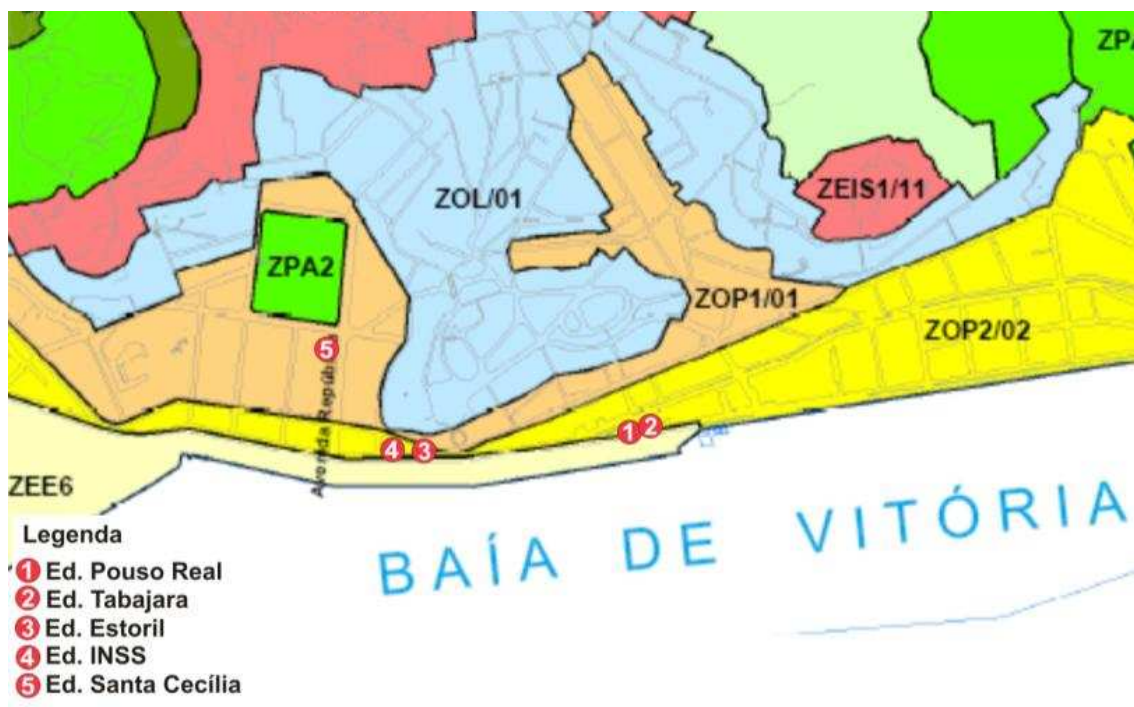 ZPA
ZOL/01
ZEIS1/11
ZPA2
ZOP1/01
ZOP2/02
5
Avenida Repúb
1 2
4 3
ZEE6
BAÍA DE VITÓRIA
Legenda
1 Ed. Pouso Real
2 Ed. Tabajara
3 Ed. Estoril
4 Ed. INSS
5 Ed. Santa Cecília